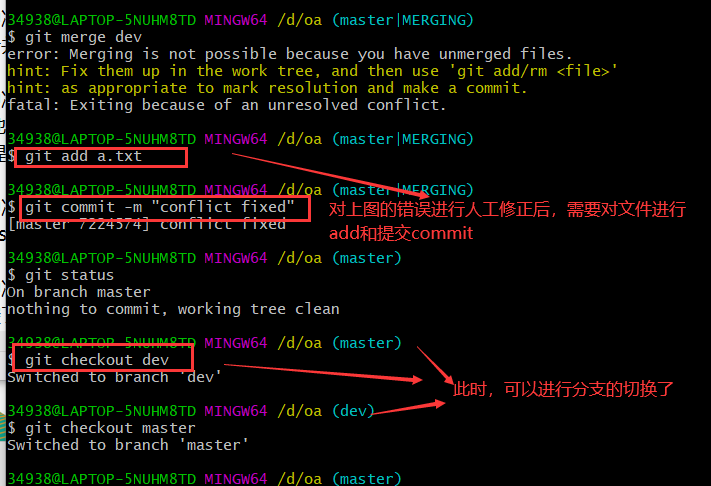 34938@LAPTOP-5NUHM8TD MINGW64 /d/oa (master|MERGING)
$ git merge dev
error: Merging is not possible because you have unmerged files.
hint: Fix them up in the work tree, and then use 'git add/rm <file>'
hint: as appropriate to mark resolution and make a commit.
fatal: Exiting because of an unresolved conflict.
34938@LAPTOP-5NUHM8TD MINGW64 /d/oa (master|MERGING)
$ git add a.txt
34938@LAPTOP-5NUHM8TD MINGW64 /d/oa (master|MERGING)
$ git commit -m "conflict fixed"
对上图的错误进行人工修正后，需要对文件进行
[master 7224574] conflict fixed
add和提交commit
34938@LAPTOP-5NUHM8TD MINGW64 /d/oa (master)
$ git status
On branch master
nothing to commit, working tree clean
34938@LAPTOP-5NUHM8TD MINGW64 /d/oa (master)
$ git checkout dev
Switched to branch 'dev'
此时，可以进行分支的切换了
34938@LAPTOP-5NUHM8TD MINGW64 /d/oa (dev)
$ git checkout master
Switched to branch 'master'
34938@LAPTOP-5NUHM8TD MINGW64 /d/oa (master)